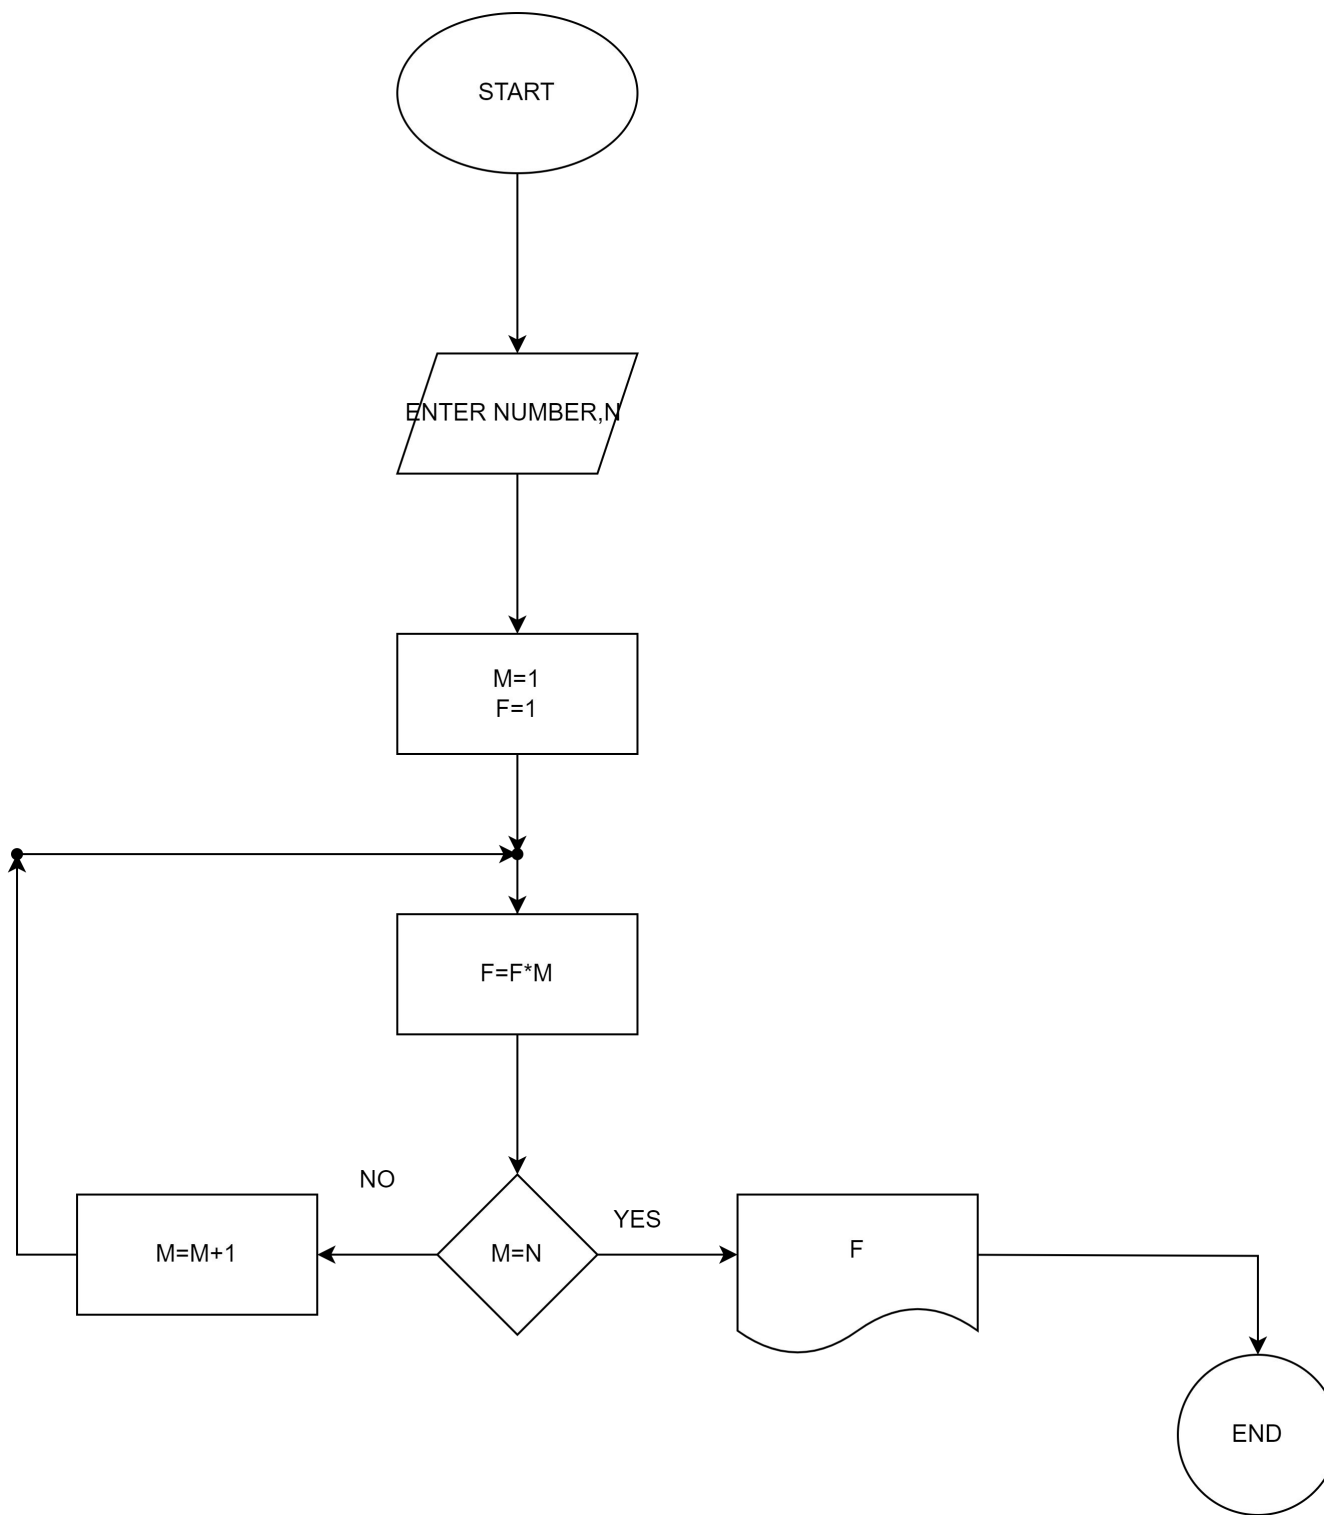 START
ENTER NUMBER,N
M=1
F=1
F=F*M
NO
YES
M=M+1
M=N
F
END